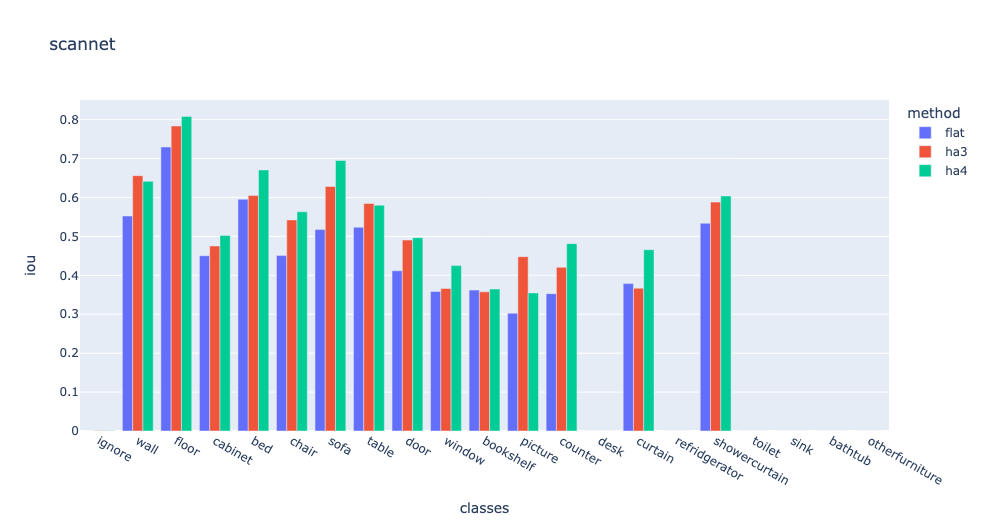 scannet
method
flat
ha3
ha4
iou
0.8
0.7
0.6
0.5
0.4
0.3
0.2
0.1
0
ignore
wall
floor
cabinet
bed
chair
sofa
table
door
window
bookshelf
picture
counter
desk
curtain
refridgerator
showercurtain
toilet
sink
bathtub
otherfurniture
classes